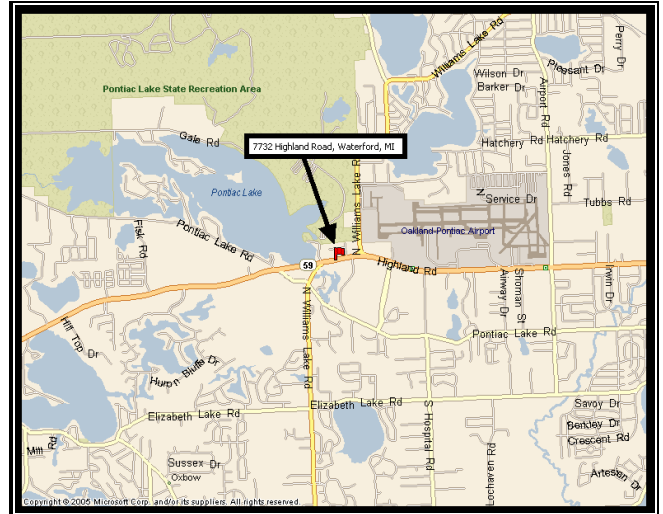 Williams Lake Rd
Perry Dr
Pleasant Dr
Wilson Dr
Barker Dr
Airport Rd
Pontiac Lake State Recreation Area
Gale Rd
7732 Highland Road, Waterford, MI
Hatchery Rd
Hatchery Rd
Jones Rd
N Williams Lake R
Pontiac Lake
N
Service Dr
Tubbs Rd
Fisk Rd
Pontiac Lake Rd
Oakland-Pontiac Airport
59
Highland Rd
Airway Dr
Shoman St
Irwin Dr
N Williams Lake Rd
Hill Top Dr
Pontiac Lake Rd
Huron Bluffs Dr
Elizabeth Lake Rd
Elizabeth Lake Rd
S Hospital Rd
Savoy Dr
Berkley Dr
Crescent Rd
Mill Rd
Sussex Dr
Oxbow
Lochaven Rd
Artesian Dr
Copyright © 2005 Microsoft Corp. and/or its suppliers. All rights reserved.